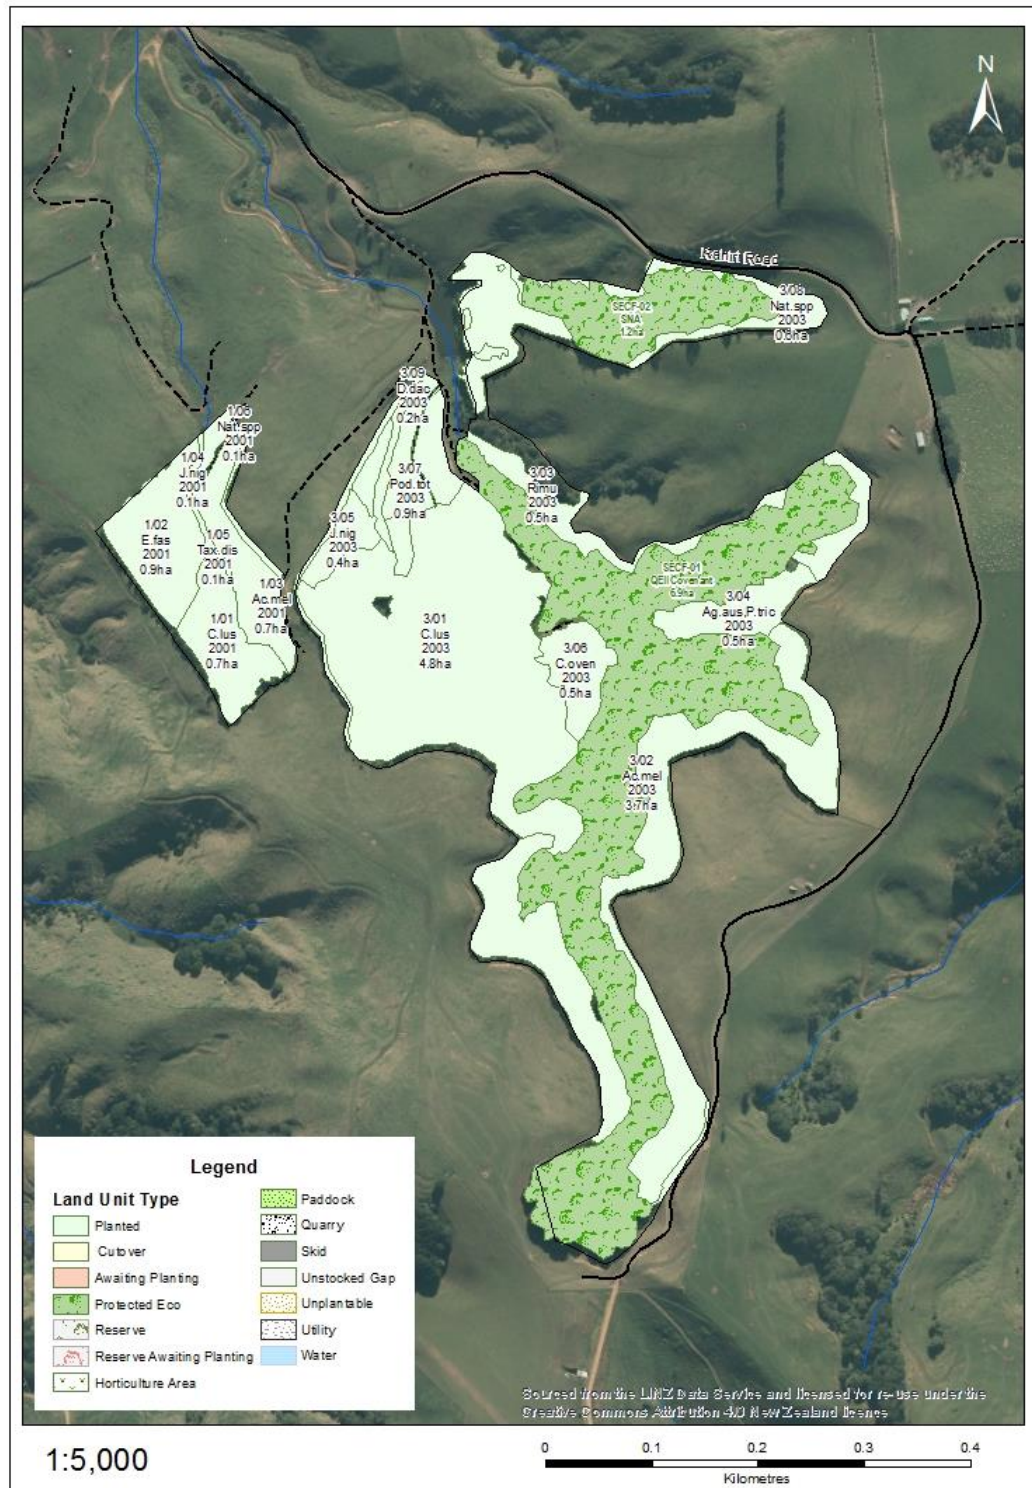 N
Rahiri Road
3/08
Nat.spp
2003
0.8ha
SECF-02
SNA
1.2ha
3/09
D.dac
2003
0.2ha
1/06
Nat.spp
2001
0.1ha
1/04
J.nig
2001
0.1ha
3/07
Pod.tot
2003
0.9ha
3/03
Rimu
2003
0.5ha
1/02
E.fas
2001
0.9ha
1/05
Tax.dis
2001
0.1ha
3/05
J.nig
2003
0.4ha
SECF-01
QEII Covenant
6.9ha
1/03
Ac.mel
2001
0.7ha
3/04
Ag.aus,P.tric
2003
0.5ha
1/01
C.lus
2001
0.7ha
3/01
C.lus
2003
4.8ha
3/06
C.oven
2003
0.5ha
3/02
Ac.mel
2003
3.7ha
Legend
Land Unit Type
Planted
Cutover
Awaiting Planting
Protected Eco
Reserve
Reserve Awaiting Planting
Horticulture Area
Paddock
Quarry
Skid
Unstocked Gap
Unplantable
Utility
Water
Sourced from the LINZ Data Service and licensed for re-use under the
Creative Commons Attribution 4.0 New Zealand licence
1:5,000
0 0.1 0.2 0.3 0.4
Kilometres